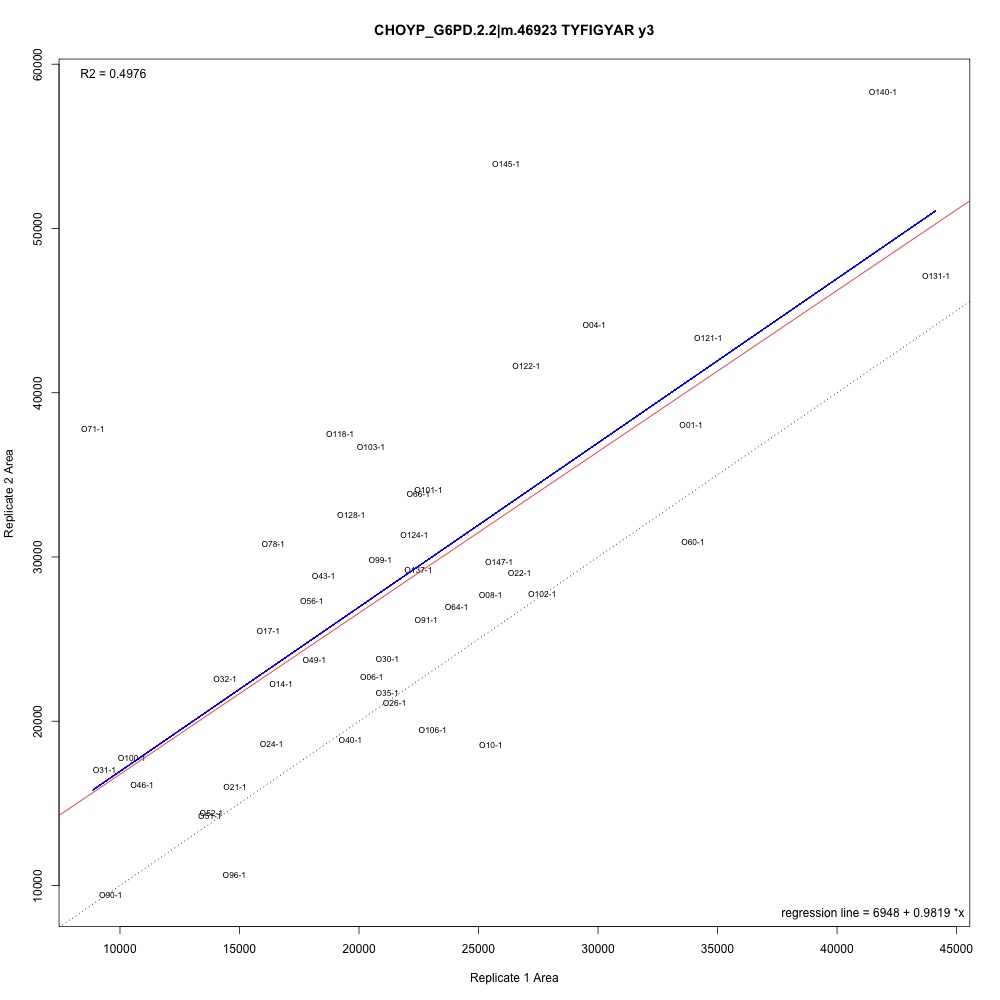 CHOYP_G6PD.2.2|m.46923 TYFIGYAR y3
R2 = 0.4976
60000
50000
40000
30000
20000
10000
Replicate 2 Area
O140-1
O145-1
O131-1
O04-1
O121-1
O122-1
O71-1
O01-1
O118-1
O103-1
O101-1
O66-1
O128-1
O124-1
O78-1
O60-1
O99-1
O147-1
O137-1
O22-1
O43-1
O08-1
O102-1
O56-1
O64-1
O91-1
O17-1
O49-1
O30-1
O06-1
O32-1
O14-1
O35-1
O26-1
O106-1
O40-1
O24-1
O10-1
O100-1
O31-1
O46-1
O21-1
O52-1
O51-1
O96-1
O90-1
regression line = 6948 + 0.9819 *x
10000 15000 20000 25000 30000 35000 40000 45000
Replicate 1 Area